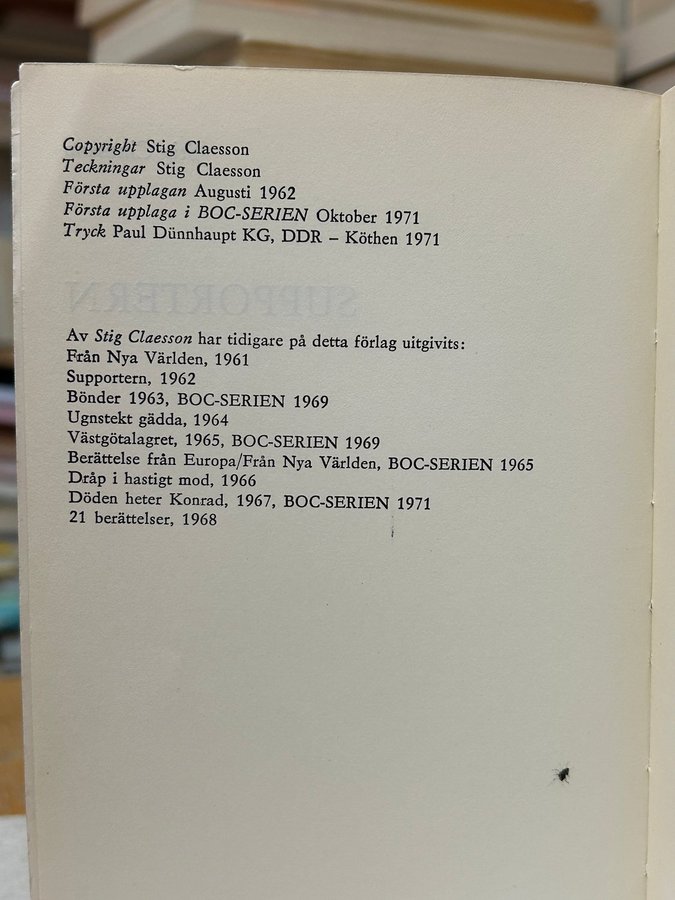 Copyright Stig Claesson
Teckningar Stig Claesson
Första upplagan Augusti 1962
Första upplaga i BOC-SERIEN Oktober 1971
Tryck Paul Dünnhaupt KG, DDR – Köthen 1971
SUPPORTERN
Av Stig Claesson har tidigare på detta förlag utgivits:
Från Nya Världen, 1961
Supportern, 1962
Bönder 1963, BOC-SERIEN 1969
Ugnstekt gädda, 1964
Västgötalagret, 1965, BOC-SERIEN 1969
Berättelse från Europa/Från Nya Världen, BOC-SERIEN 1965
Dråp i hastigt mod, 1966
Döden heter Konrad, 1967, BOC-SERIEN 1971
21 berättelser, 1968